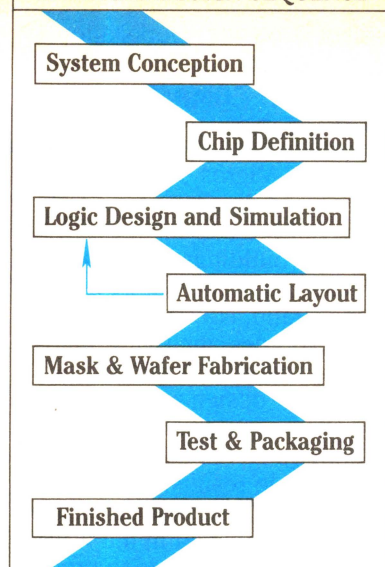 System Conception
Chip Definition
Logic Design and Simulation
Automatic Layout
Mask & Wafer Fabrication
Test & Packaging
Finished Product